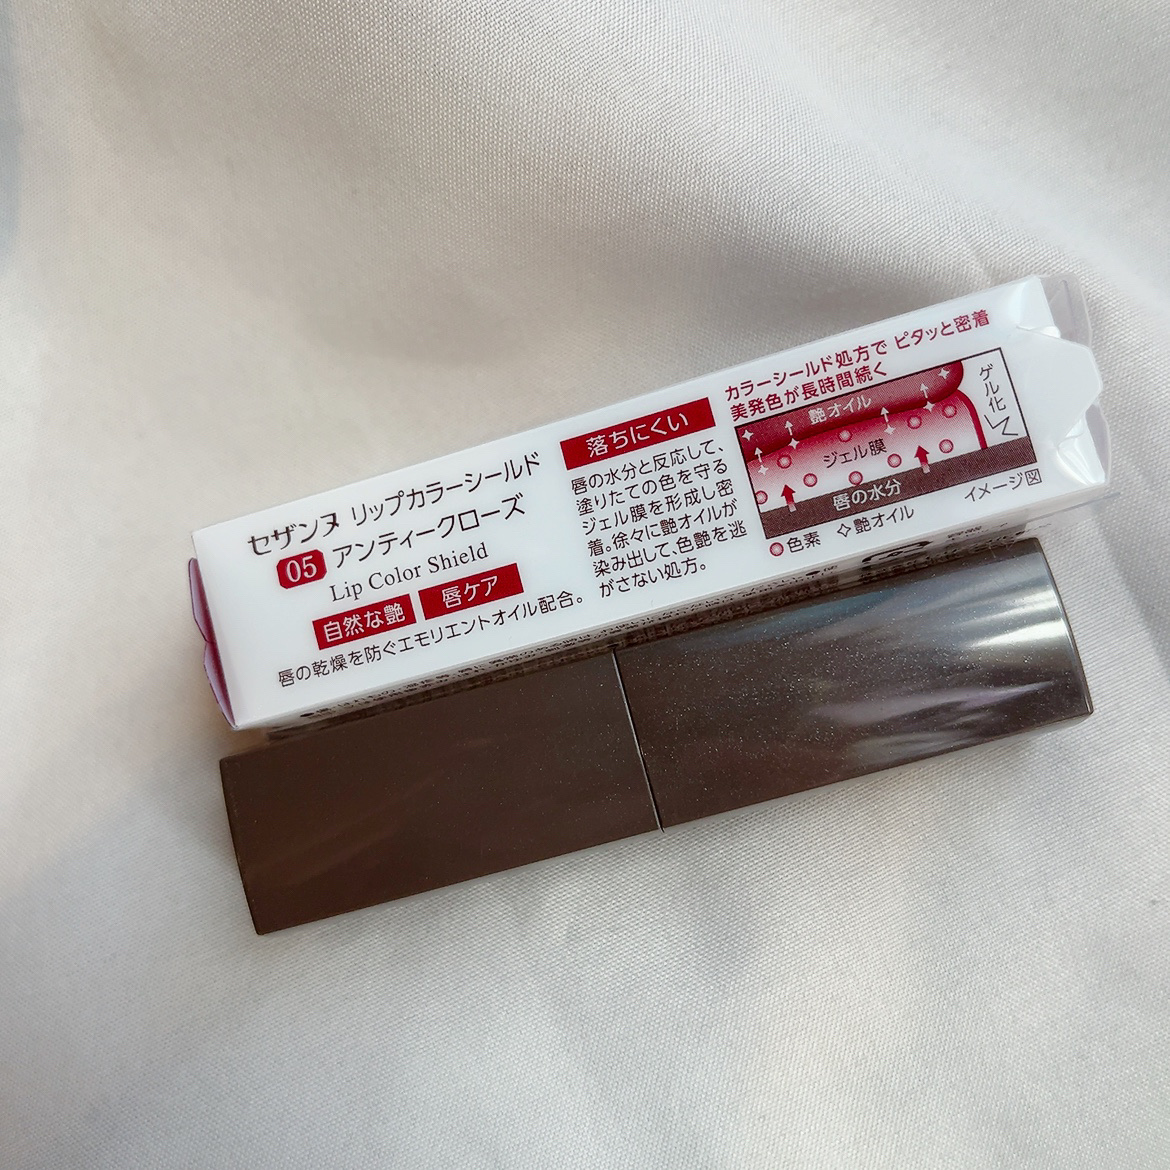 セザンヌ リップカラーシールド
05 アンティークローズ
Lip Color Shield
自然な艶 唇ケア
唇の乾燥を防ぐエモリエントオイル配合。
落ちにくい
唇の水分と反応して、
塗りたての色を守る
ジェル膜を形成し密
着。徐々に艶オイルが
染み出して、色艶を逃
がさない処方。
カラーシールド処方で ピタッと密着
美発色が長時間続く
艶オイル
ジェル膜
唇の水分
ゲル化
色素 艶オイル
イメージ図